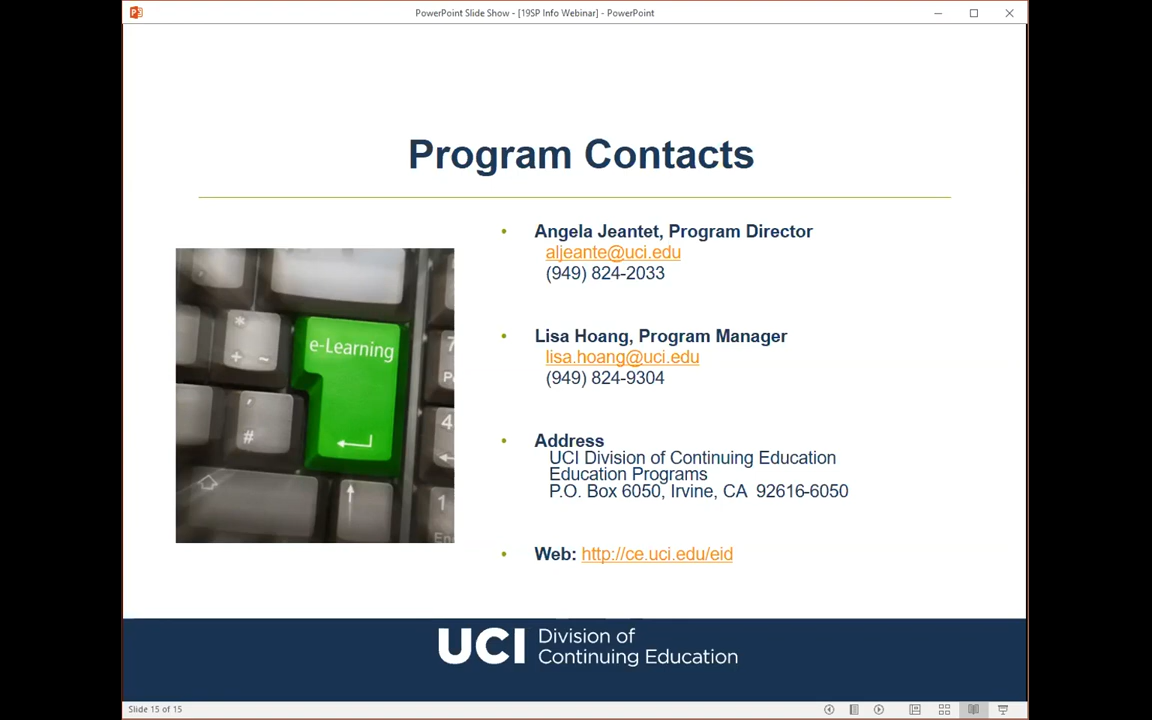 PowerPoint Slide Show - [19SP Info Webinar] - PowerPoint
Program Contacts
• Angela Jeantet, Program Director
aljeante@uci.edu
(949) 824-2033
• Lisa Hoang, Program Manager
lisa.hoang@uci.edu
(949) 824-9304
• Address
UCI Division of Continuing Education
Education Programs
P.O. Box 6050, Irvine, CA 92616-6050
• Web: http://ce.uci.edu/eid
*
+ -
e-Learning
7
'
#
4
1
UCI Division of
Continuing Education
Slide 15 of 15